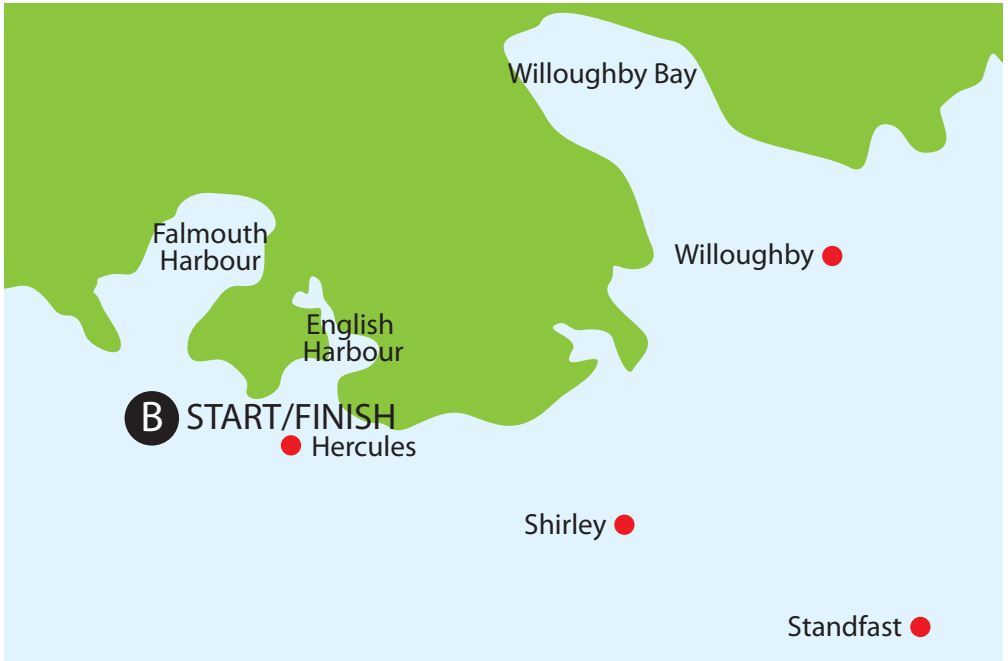 Willoughby Bay
Falmouth
Harbour
Willoughby
English
Harbour
B START/FINISH
Hercules
Shirley
Standfast